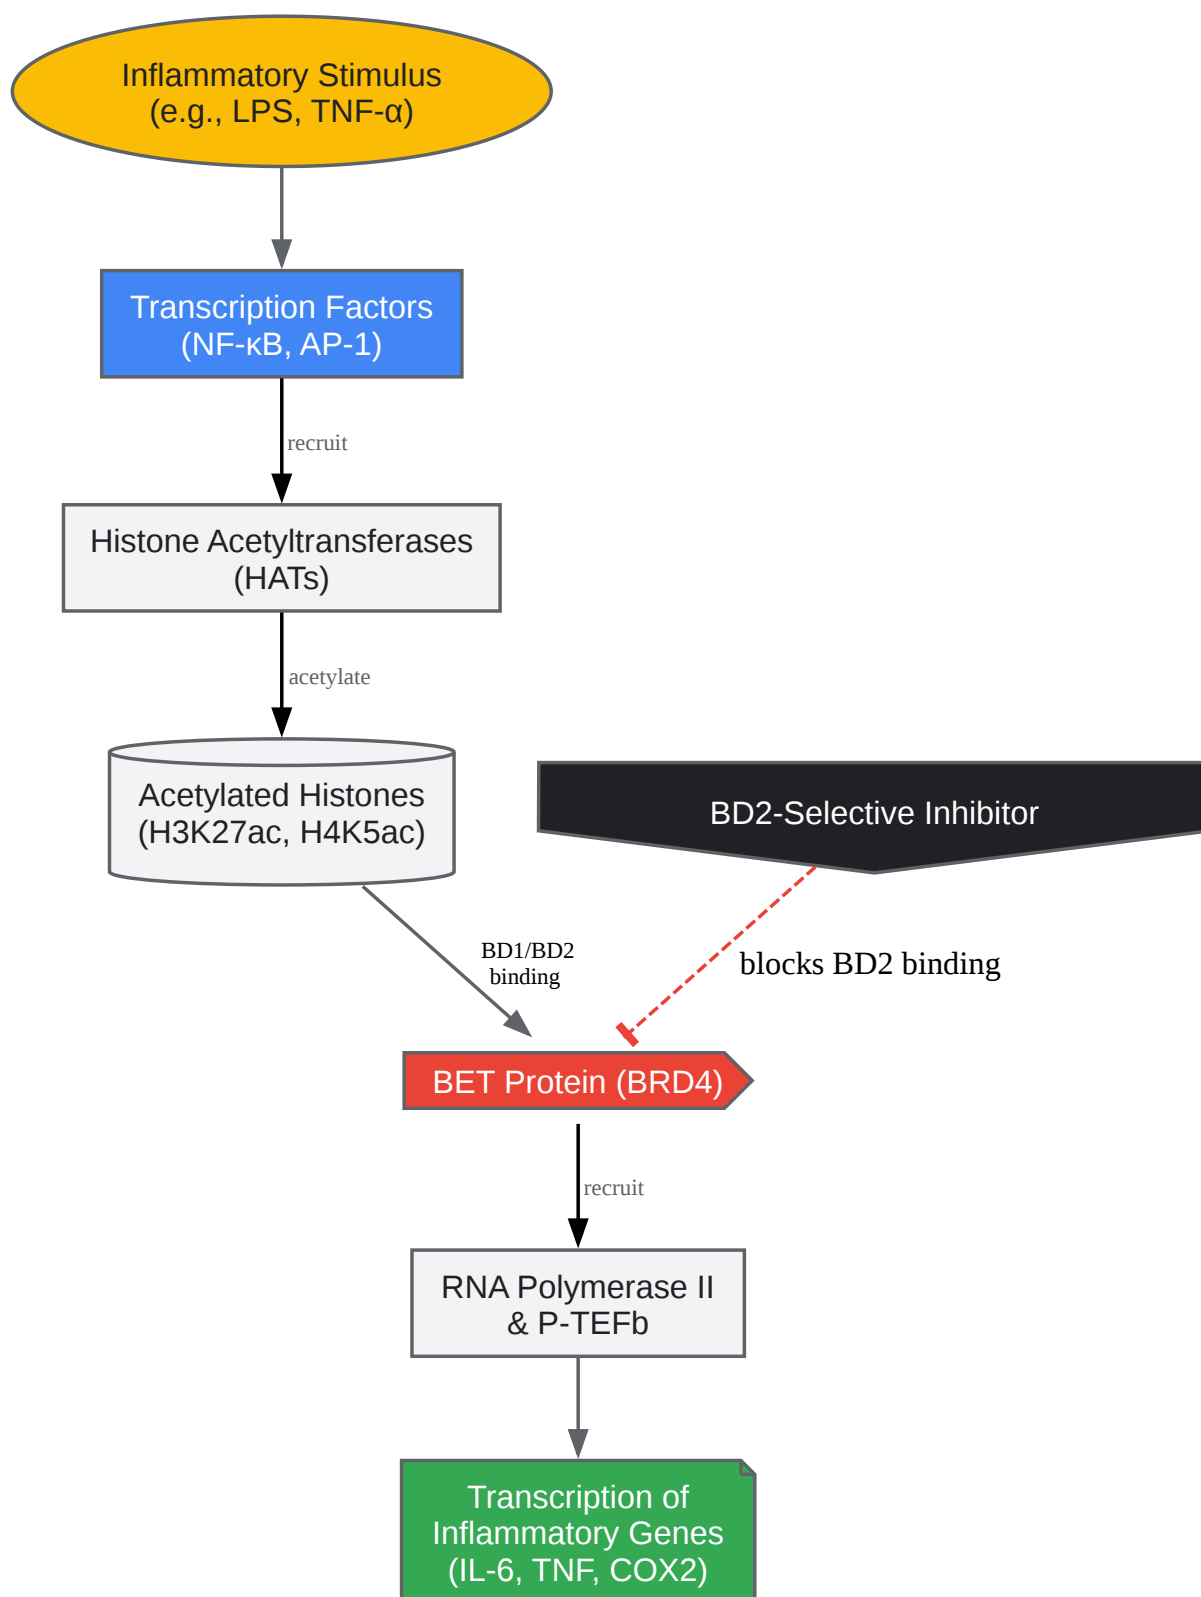 Inflammatory Stimulus
(e.g., LPS, TNF-α)
Transcription Factors
(NF-κB, AP-1)
recruit
Histone Acetyltransferases
(HATs)
acetylate
Acetylated Histones
(H3K27ac, H4K5ac)
BD2-Selective Inhibitor
BD1/BD2
binding
blocks BD2 binding
BET Protein (BRD4)
recruit
RNA Polymerase II
& P-TEFb
Transcription of
Inflammatory Genes
(IL-6, TNF, COX2)